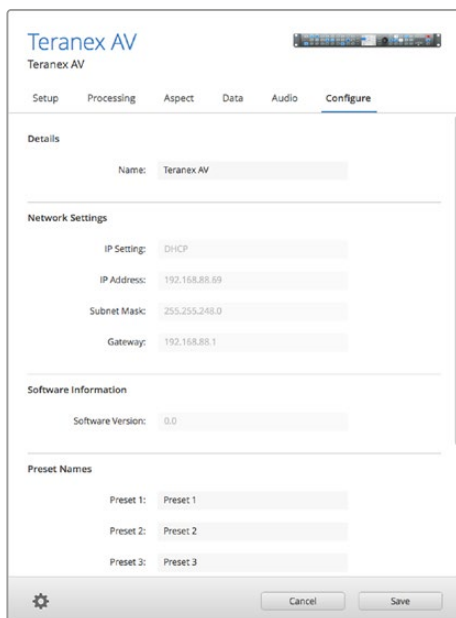 Teranex AV
Teranex AV
Setup Processing Aspect Data Audio Configure
Details
Name: Teranex AV
Network Settings
IP Setting: DHCP
IP Address: 192.168.88.69
Subnet Mask: 255.255.248.0
Gateway: 192.168.88.1
Software Information
Software Version: 0.0
Preset Names
Preset 1: Preset 1
Preset 2: Preset 2
Preset 3: Preset 3
Cancel Save